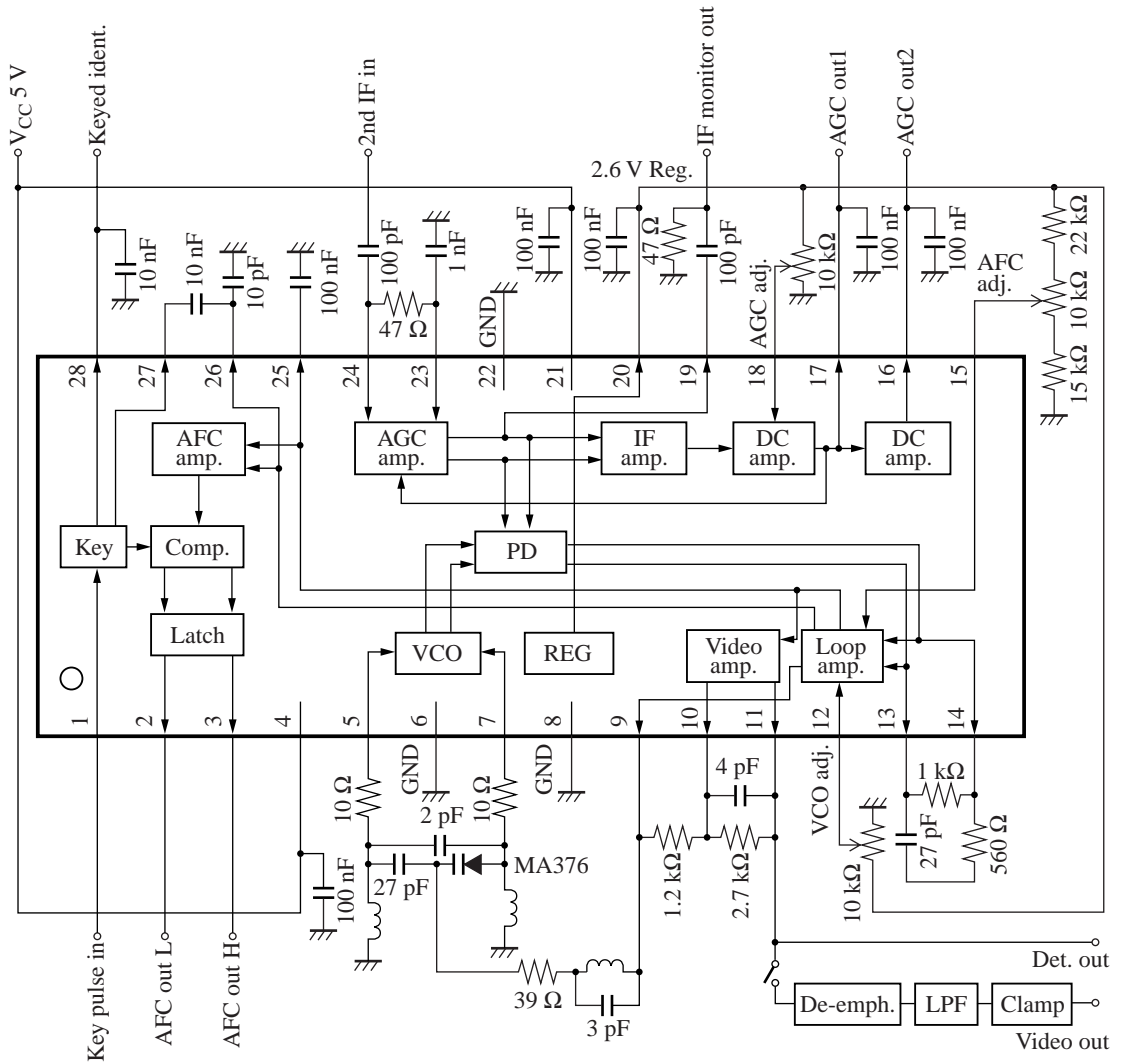 V_CC 5 V
Keyed ident.
2nd IF in
IF monitor out
AGC out1
AGC out2
2.6 V Reg.
10 nF
10 nF
10 pF
100 nF
100 pF
1 nF
47 Ω
GND
100 nF
100 nF
47 Ω
100 pF
AGC adj.
10 kΩ
100 nF
100 nF
AFC
adj.
22 kΩ
10 kΩ
15 kΩ
28
27
26
25
24
23
22
21
20
19
18
17
16
15
AFC
amp.
AGC
amp.
IF
amp.
DC
amp.
DC
amp.
Key
Comp.
PD
Latch
VCO
REG
Video
amp.
Loop
amp.
1
2
3
4
5
6
7
8
9
10
11
12
13
14
10 Ω
GND
10 Ω
GND
2 pF
27 pF
MA376
100 nF
4 pF
1.2 kΩ
2.7 kΩ
VCO adj.
10 kΩ
1 kΩ
27 pF
560 Ω
39 Ω
3 pF
Key pulse in
AFC out L
AFC out H
Det. out
De-emph.
LPF
Clamp
Video out